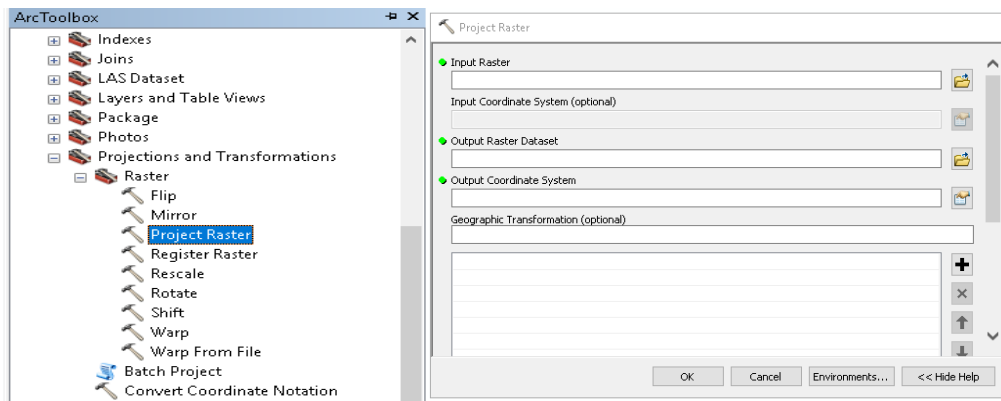 ArcToolbox
Indexes
Joins
LAS Dataset
Layers and Table Views
Package
Photos
Projections and Transformations
Raster
Flip
Mirror
Project Raster
Register Raster
Rescale
Rotate
Shift
Warp
Warp From File
Batch Project
Convert Coordinate Notation
Project Raster
Input Raster
Input Coordinate System (optional)
Output Raster Dataset
Output Coordinate System
Geographic Transformation (optional)
OK
Cancel
Environments...
<< Hide Help